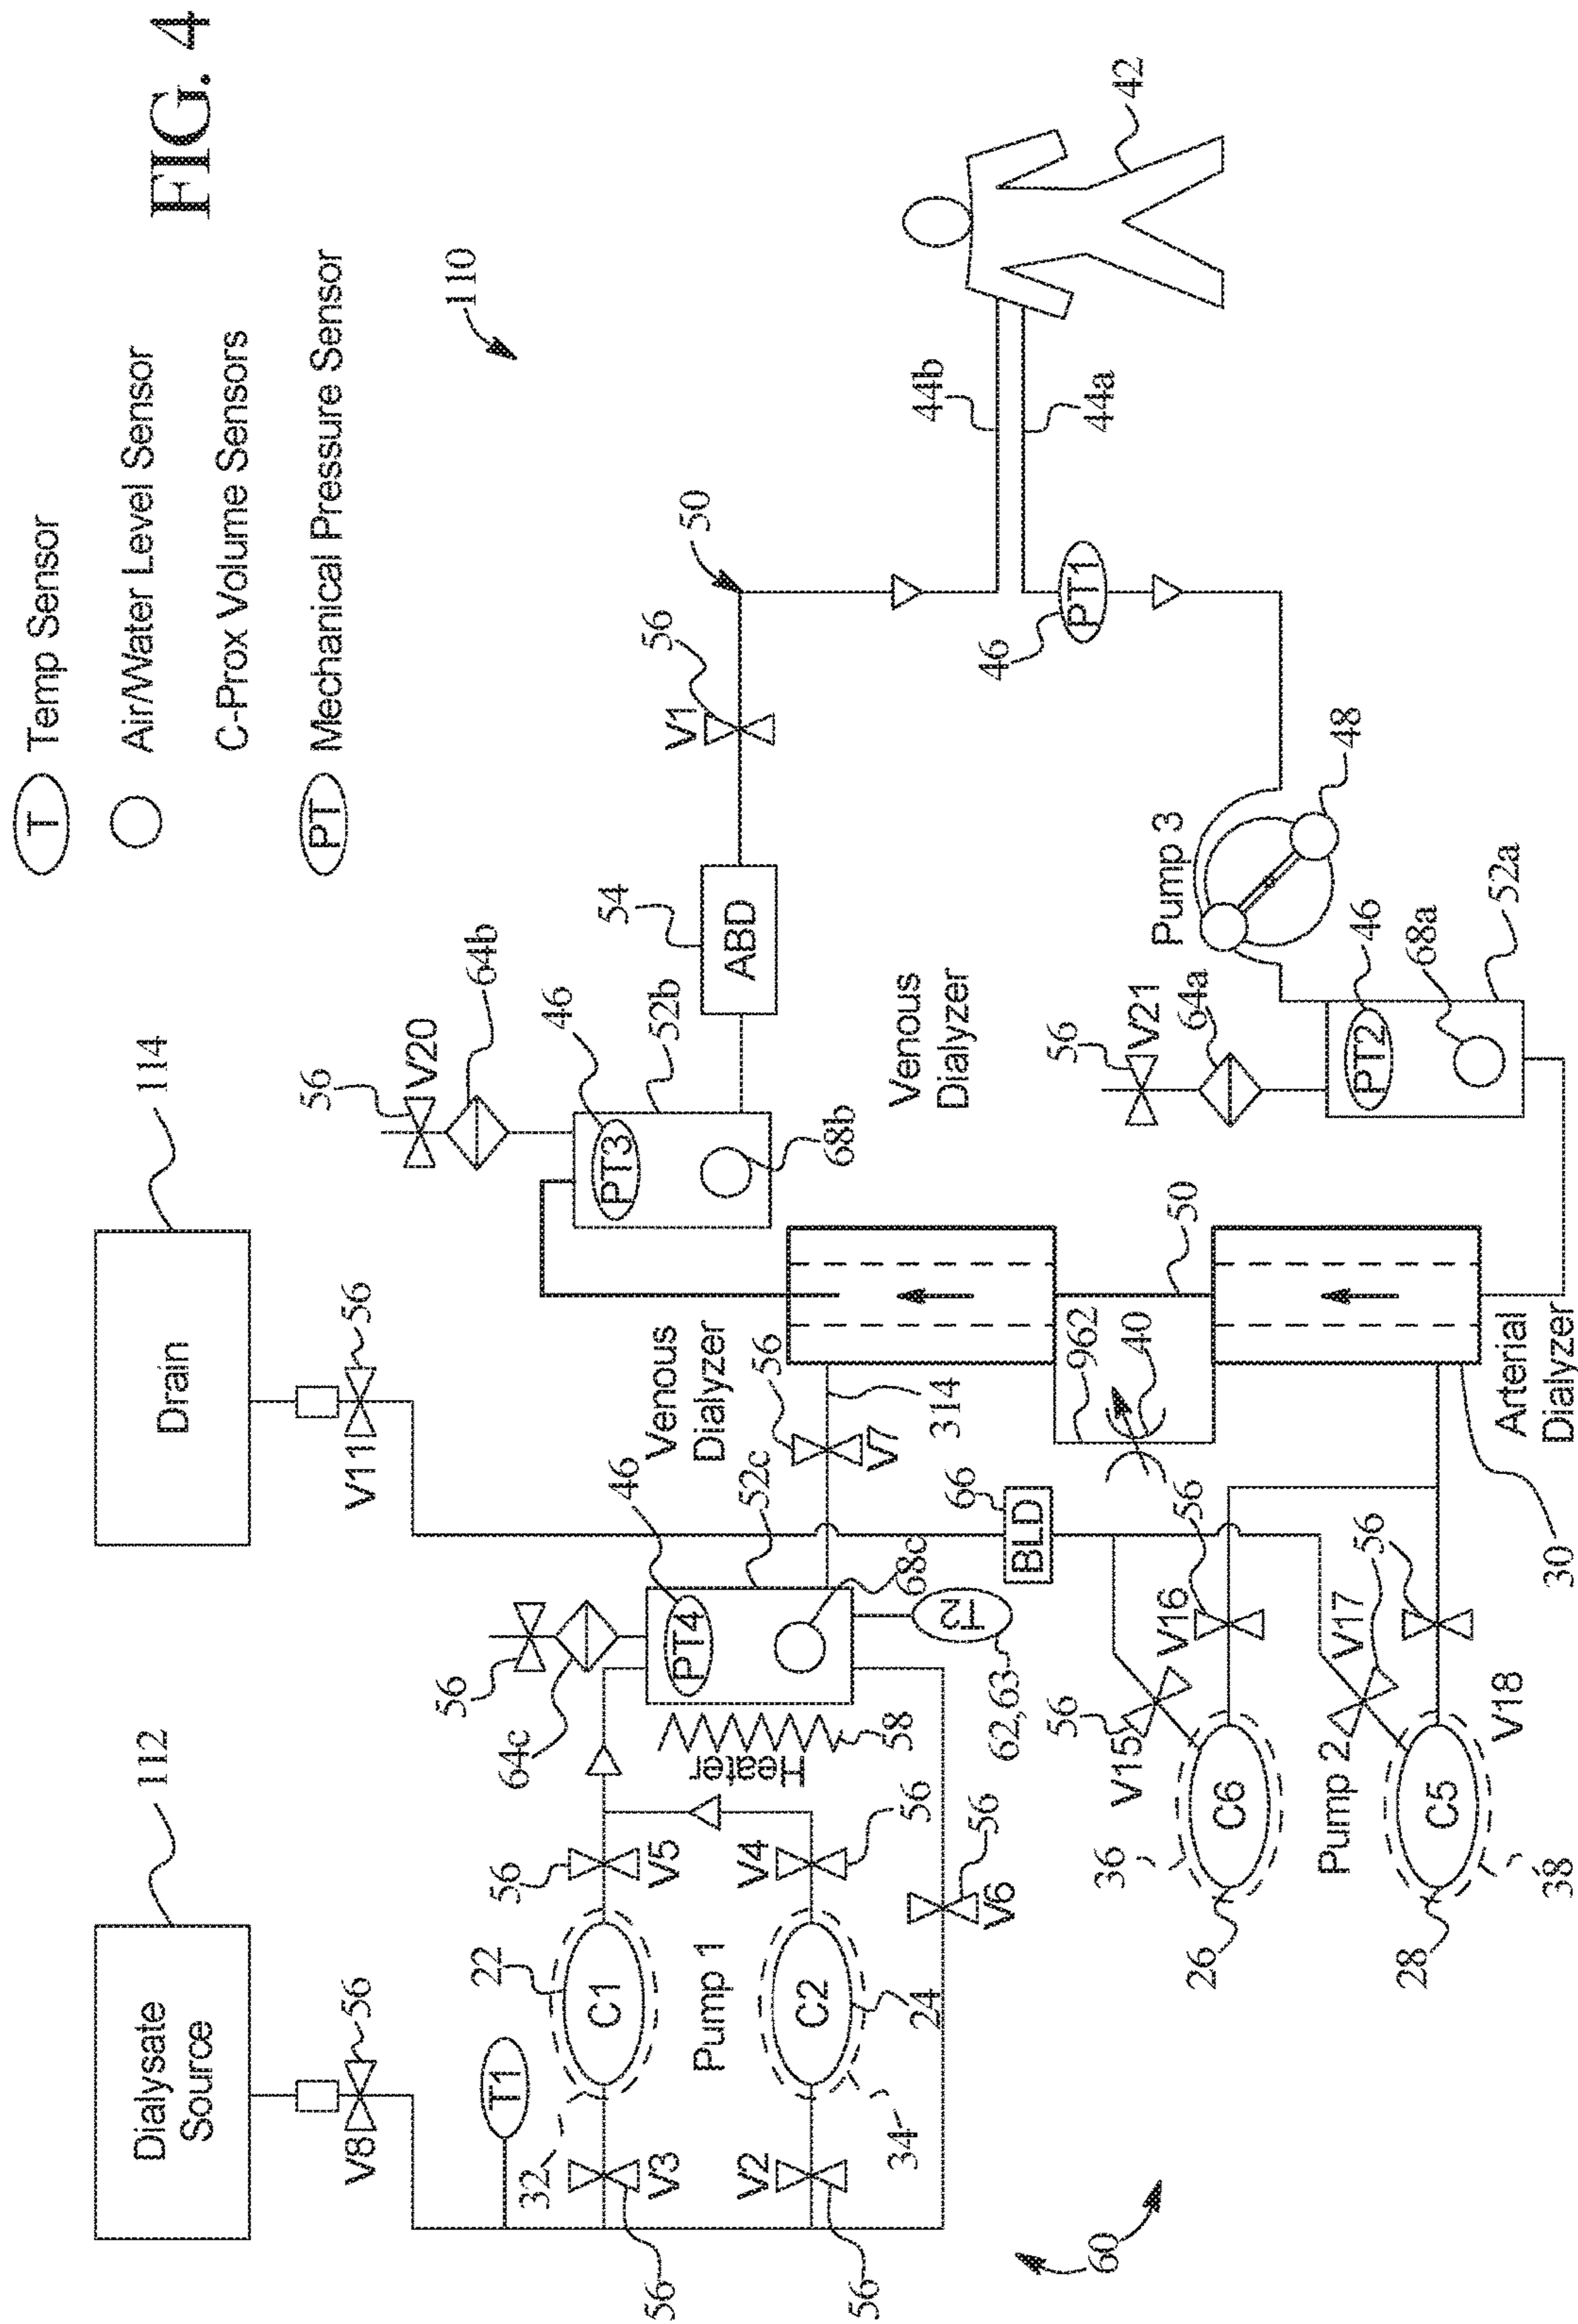 FIG. 4
T Temp Sensor
Air/Water Level Sensor
C-Prox Volume Sensors
PT Mechanical Pressure Sensor
110
Dialysate
Source
112
Drain
114
V8
56
V11
56
T1
32
22
C1
V3
56
56
V5
Pump 1
V2
56
C2
34
24
V4
56
V6
56
60
56
64c
46
PT4
52c
68c
Heater
58
T2
62,63
Venous
Dialyzer
56
V7
314
66
BLD
962
40
50
56
V20
64b
46
PT3
52b
68b
54
ABD
V1
56
50
44b
44a
42
46
PT1
Venous
Dialyzer
56
V21
64a
Pump 3
48
46
PT2
68a
52a
56
V15
V16
56
36
C6
26
Pump 2
V17
56
C5
V18
28
38
30
Arterial
Dialyzer